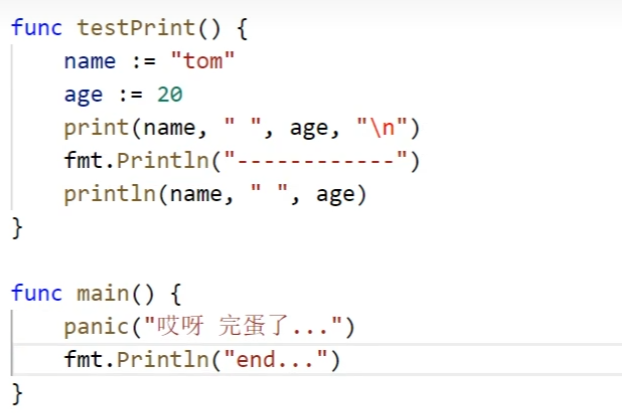 func testPrint() {
    name := "tom"
    age := 20
    print(name, " ", age, "\n")
    fmt.Println("------------")
    println(name, " ", age)
}

func main() {
    panic("哎呀 完蛋了...")
    fmt.Println("end...")
}